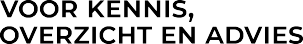 VOOR KENNIS,
OVERZICHT EN ADVIES